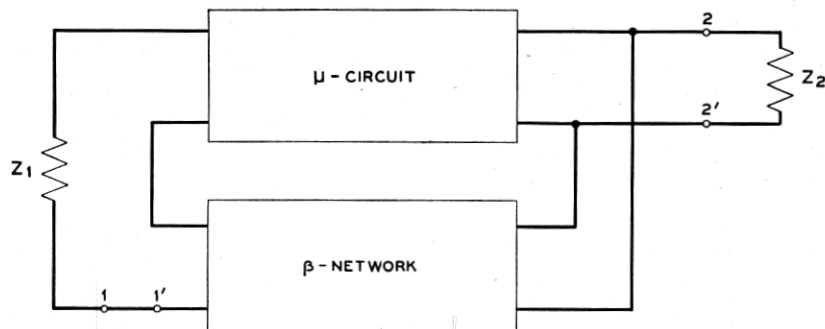 2
μ - CIRCUIT
Z2
2'
Z1
β - NETWORK
1
1'